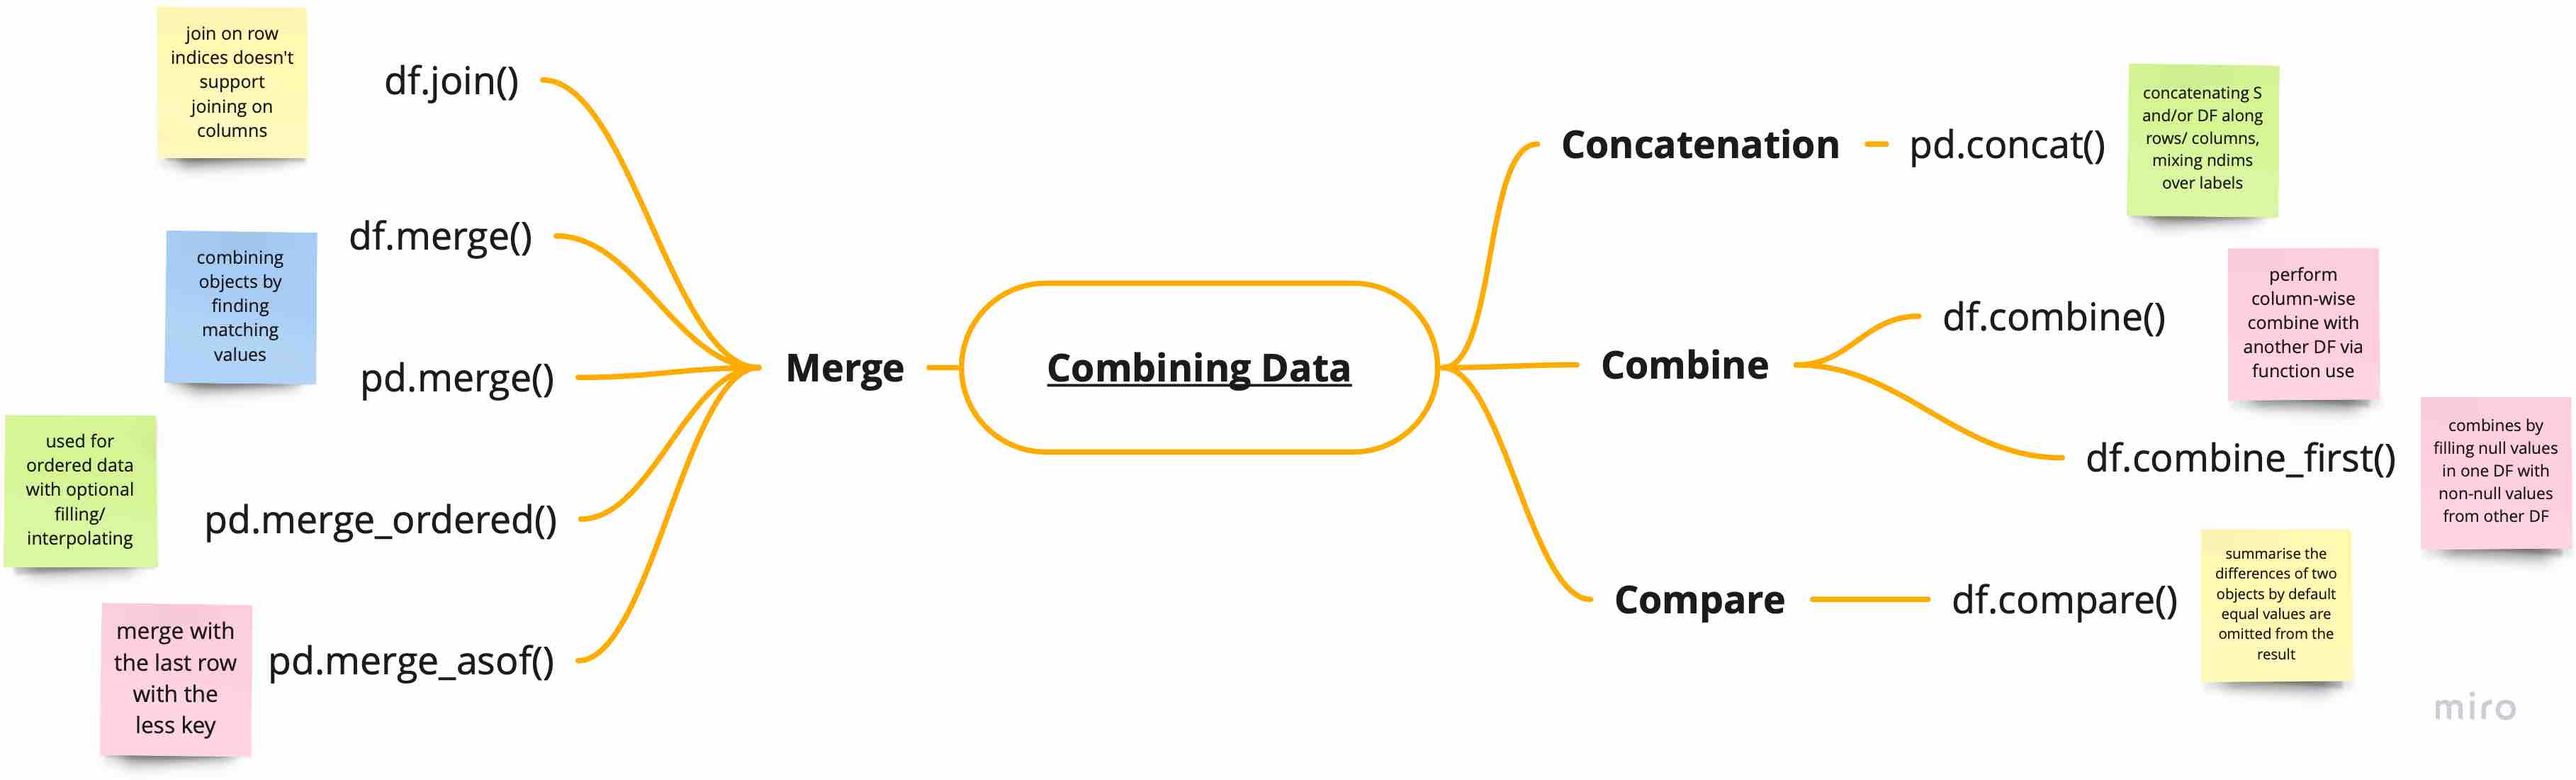 join on row
indices doesn't
support
joining on
columns
df.join()
combining
objects by
finding
matching
values
df.merge()
pd.merge()
used for
ordered data
with optional
filling/
interpolating
pd.merge_ordered()
merge with
the last row
with the
less key
pd.merge_asof()
Merge
Combining Data
Concatenation
pd.concat()
concatenating S
and/or DF along
rows/ columns,
mixing ndims
over labels
Combine
df.combine()
perform
column-wise
combine with
another DF via
function use
df.combine_first()
combines by
filling null values
in one DF with
non-null values
from other DF
Compare
df.compare()
summarise the
differences of two
objects by default
equal values are
omitted from the
result
miro